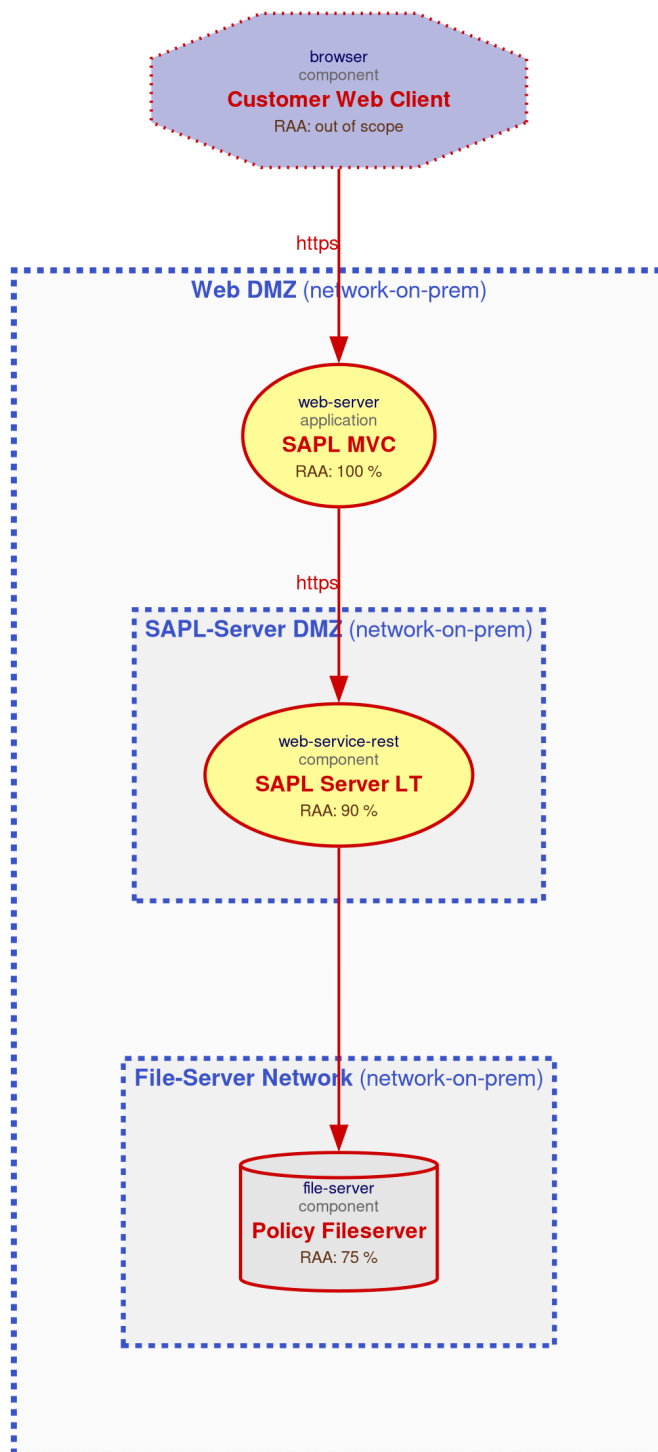 browser
component
Customer Web Client
RAA: out of scope
https
Web DMZ (network-on-prem)
web-server
application
SAPL MVC
RAA: 100 %
https
SAPL-Server DMZ (network-on-prem)
web-service-rest
component
SAPL Server LT
RAA: 90 %
File-Server Network (network-on-prem)
file-server
component
Policy Fileserver
RAA: 75 %